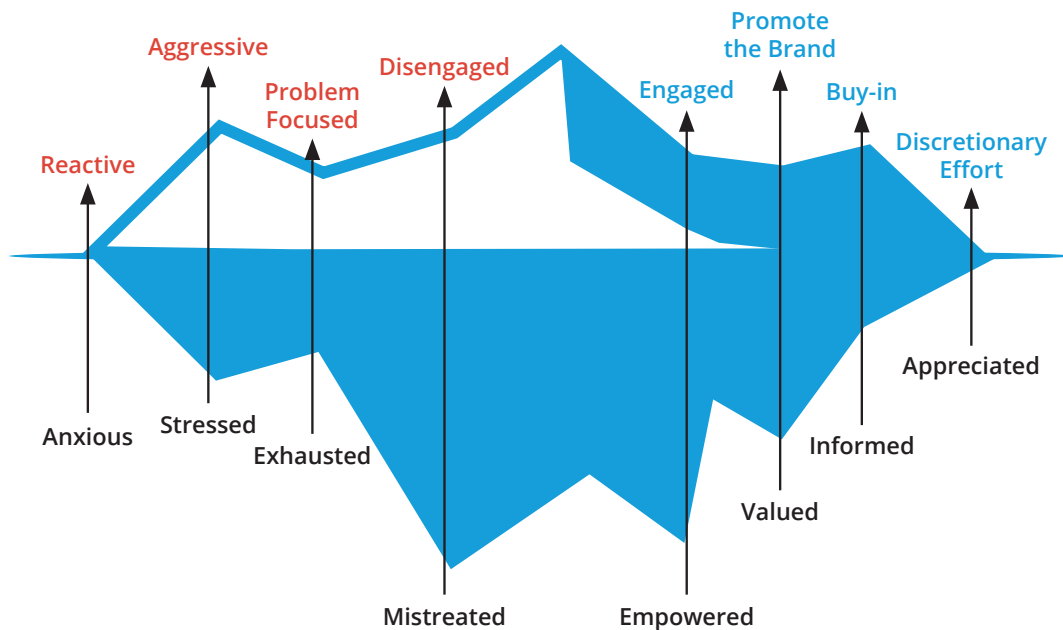 Promote
the Brand
Aggressive
Disengaged
Problem
Focused
Engaged
Buy-in
Discretionary
Effort
Reactive
Appreciated
Anxious
Stressed
Exhausted
Informed
Valued
Mistreated
Empowered